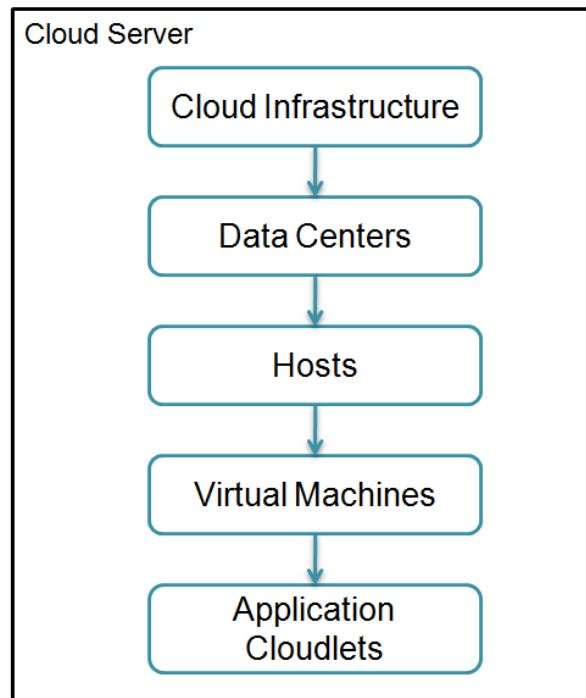 Cloud Server
Cloud Infrastructure
Data Centers
Hosts
Virtual Machines
Application
Cloudlets